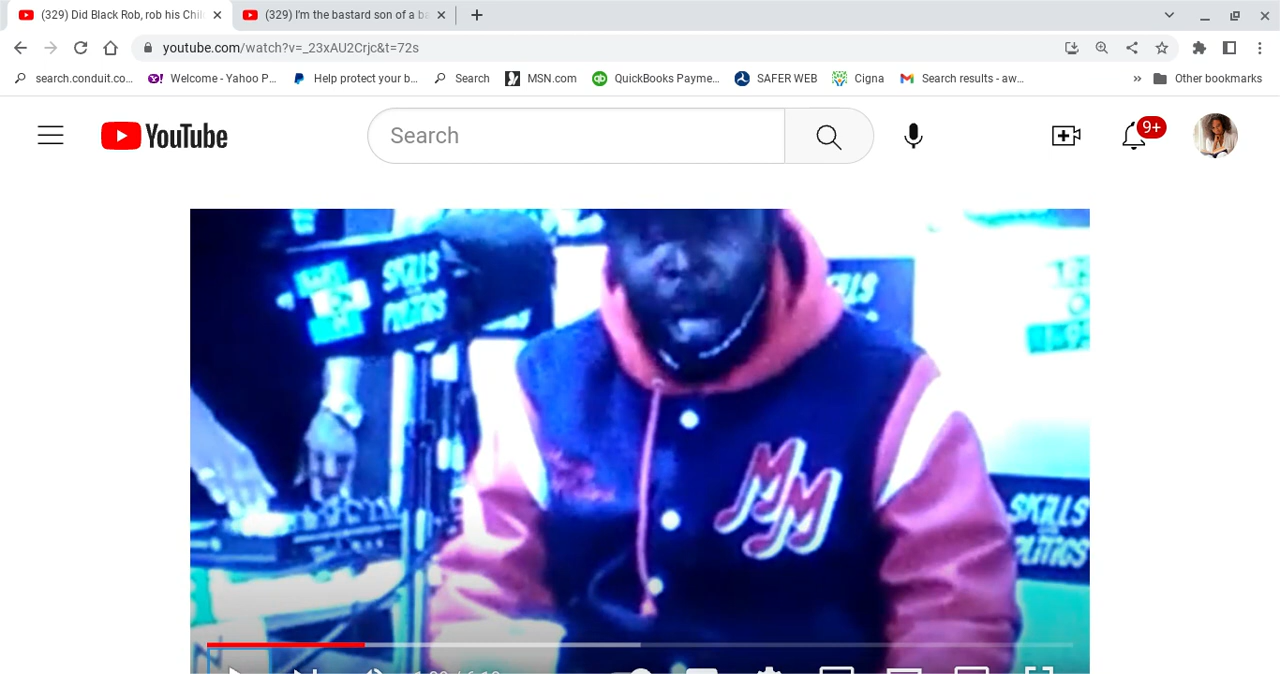 (329) Did Black Rob, rob his Chil
(329) I'm the bastard son of a ba
youtube.com/watch?v=_23xAU2Crjc&t=72s
search.conduit.co...
Welcome - Yahoo P...
Help protect your b...
Search
MSN.com
QuickBooks Payme...
SAFER WEB
Cigna
Search results - aw...
»
Other bookmarks
YouTube
Search
9+
SKILLS
POLITICS
MM
SKILLS
POLITICS